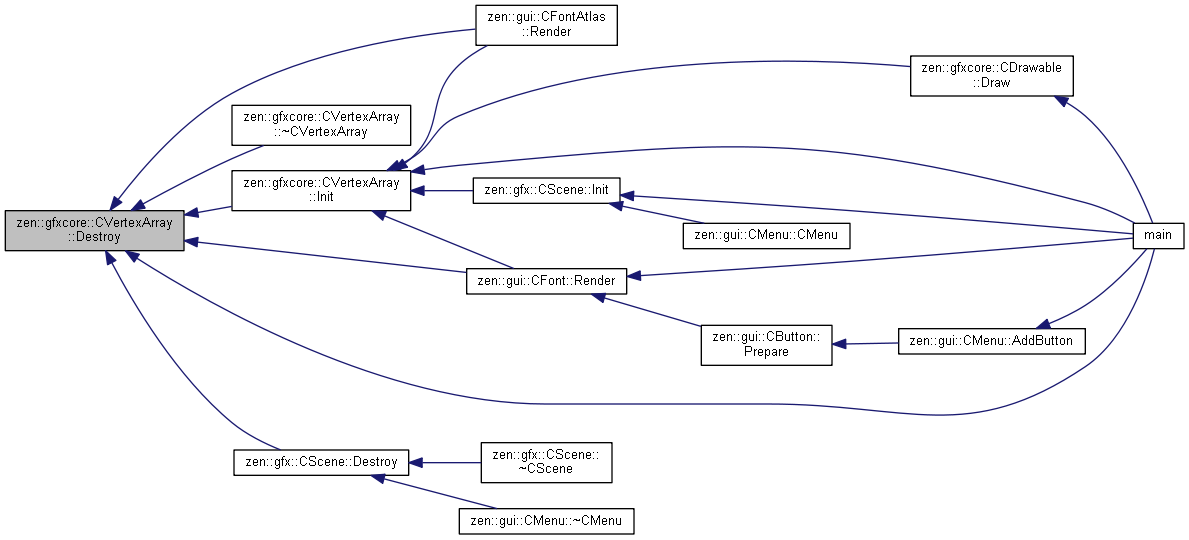 zen::gui::CFontAtlas
::Render
zen::gfxcore::CDrawable
::Draw
zen::gfxcore::CVertexArray
::~CVertexArray
zen::gfxcore::CVertexArray
::Init
zen::gfx::CScene::Init
zen::gfxcore::CVertexArray
::Destroy
zen::gui::CMenu::CMenu
main
zen::gui::CFont::Render
zen::gui::CButton::
Prepare
zen::gui::CMenu::AddButton
zen::gfx::CScene::Destroy
zen::gfx::CScene::
~CScene
zen::gui::CMenu::~CMenu